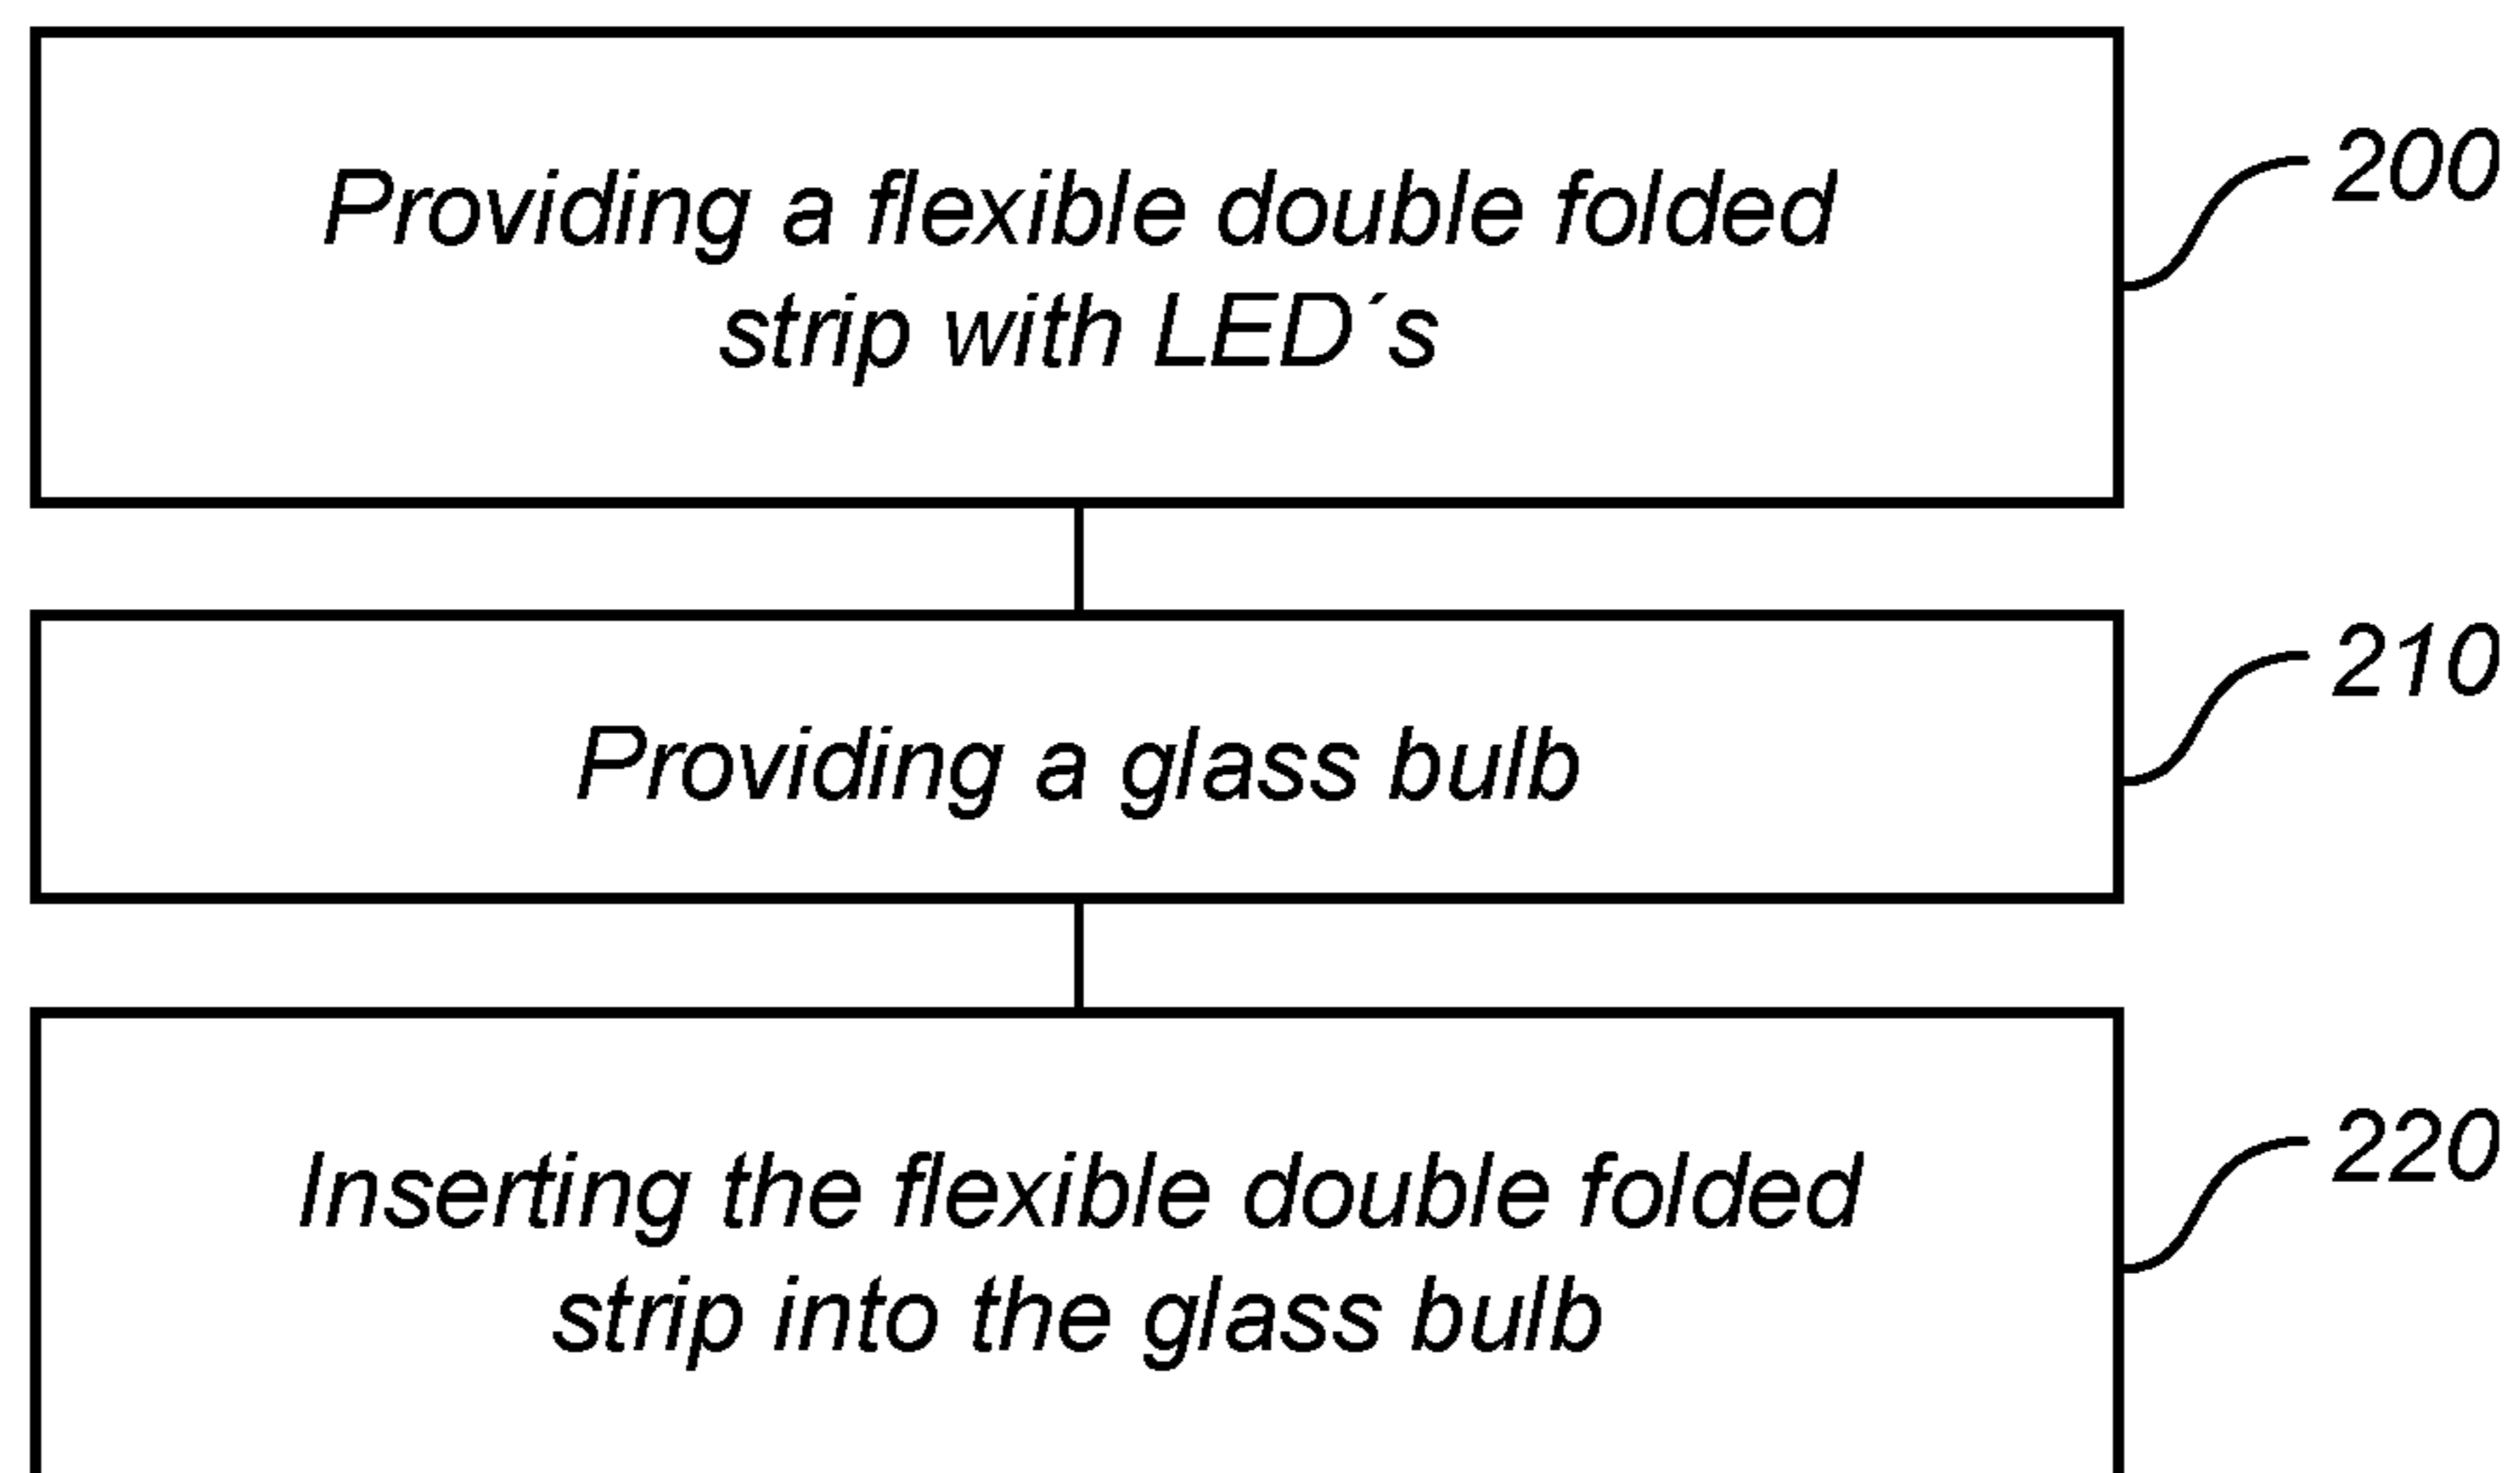 Providing a flexible double folded
200
strip with LED´s
Providing a glass bulb
210
Inserting the flexible double folded
220
strip into the glass bulb